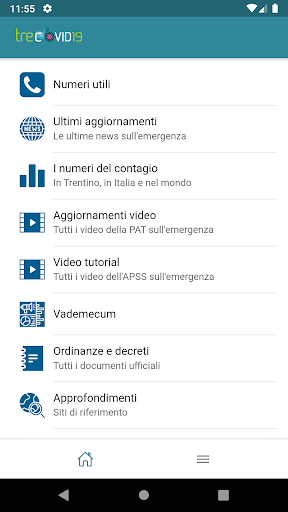 11:55
treCOVID19
Numeri utili
NEWS
Ultimi aggiornamenti
Le ultime news sull'emergenza
I numeri del contagio
In Trentino, in Italia e nel mondo
Aggiornamenti video
Tutti i video della PAT sull'emergenza
Video tutorial
Tutti i video dell'APSS sull'emergenza
Vademecum
Ordinanze e decreti
Tutti i documenti ufficiali
Approfondimenti
Siti di riferimento